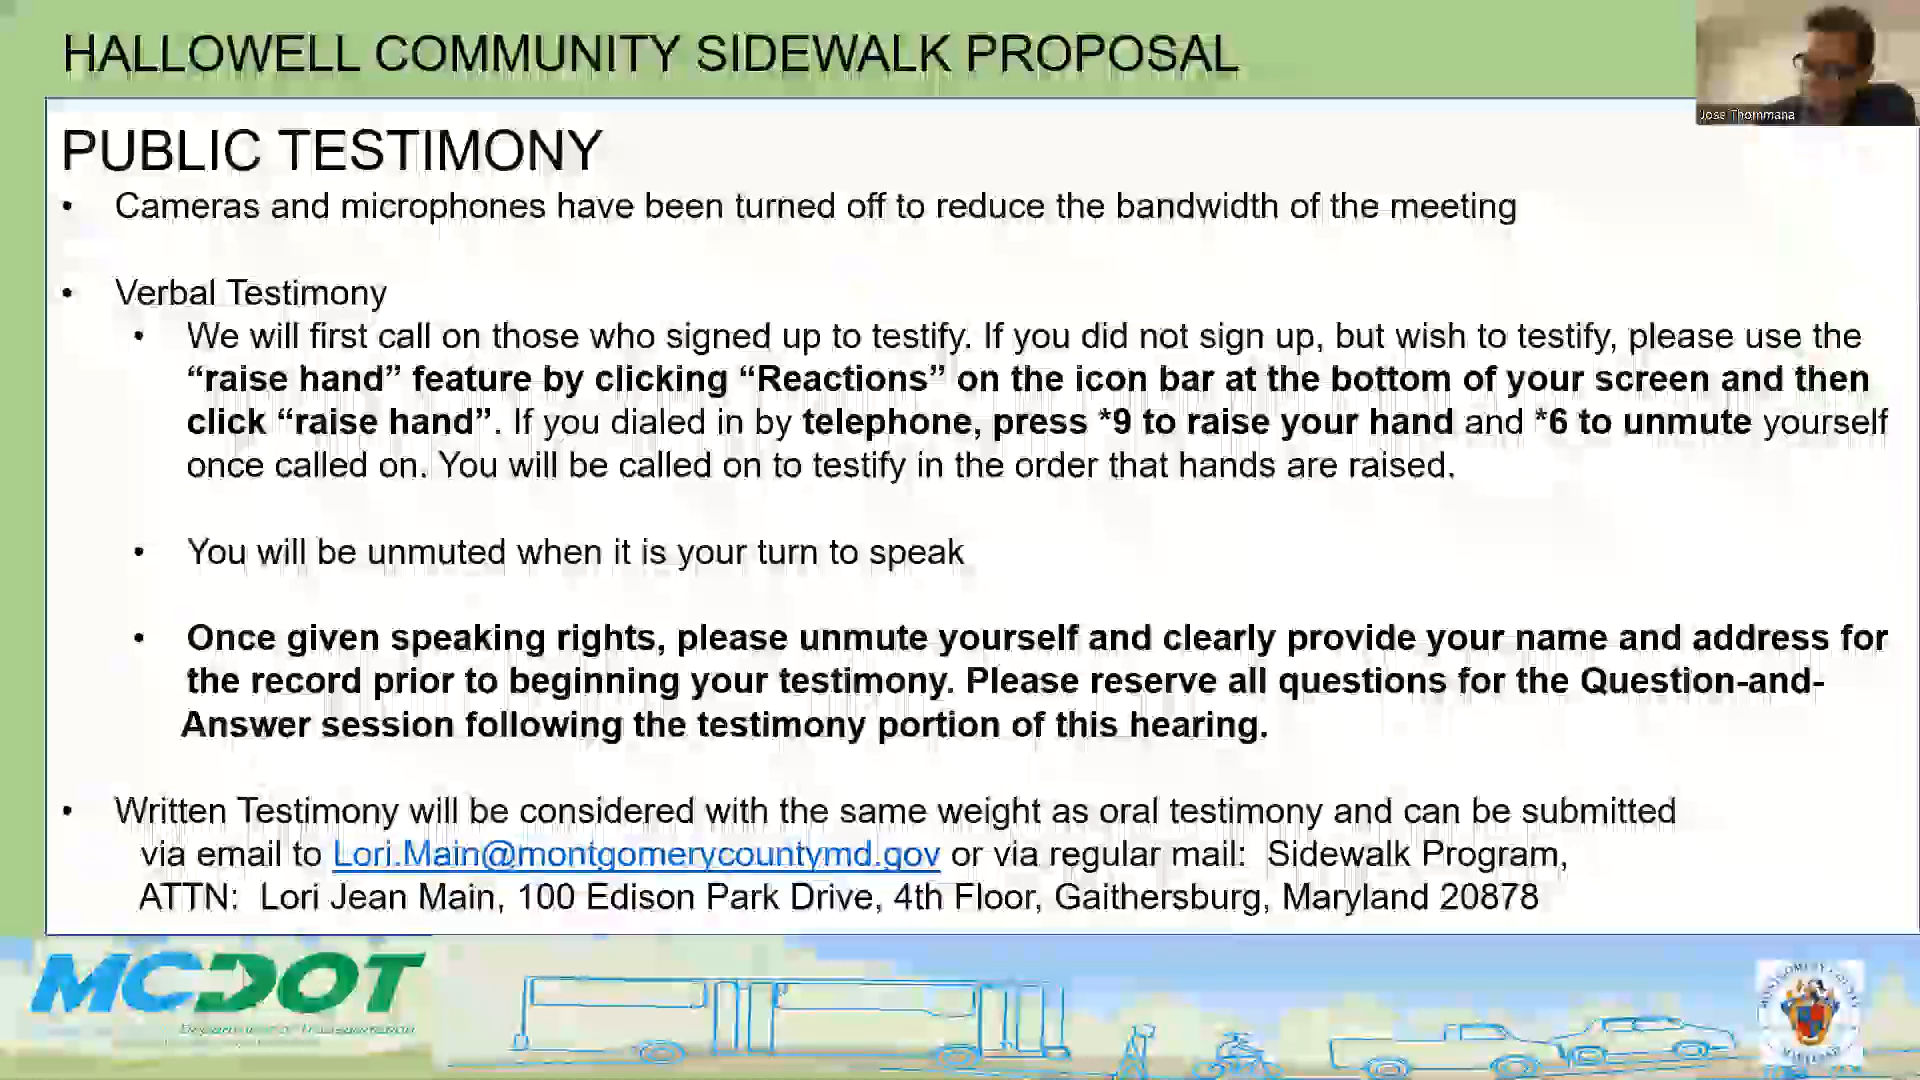 HALLOWELL COMMUNITY SIDEWALK PROPOSAL
Jose Thommana
PUBLIC TESTIMONY
• Cameras and microphones have been turned off to reduce the bandwidth of the meeting
• Verbal Testimony
• We will first call on those who signed up to testify. If you did not sign up, but wish to testify, please use the
“raise hand” feature by clicking “Reactions” on the icon bar at the bottom of your screen and then
click “raise hand”. If you dialed in by telephone, press *9 to raise your hand and *6 to unmute yourself
once called on. You will be called on to testify in the order that hands are raised.
• You will be unmuted when it is your turn to speak
• Once given speaking rights, please unmute yourself and clearly provide your name and address for
the record prior to beginning your testimony. Please reserve all questions for the Question-and-
Answer session following the testimony portion of this hearing.
• Written Testimony will be considered with the same weight as oral testimony and can be submitted
via email to Lori.Main@montgomerycountymd.gov or via regular mail: Sidewalk Program,
ATTN: Lori Jean Main, 100 Edison Park Drive, 4th Floor, Gaithersburg, Maryland 20878
MCDOT
Department of Transportation
MONTGOMERY COUNTY
MARYLAND